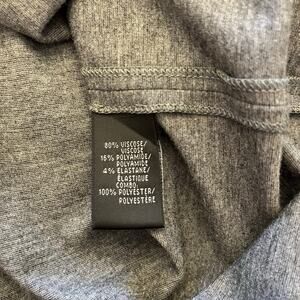 80% VISCOSE/
VISCOSE
16% POLYAMIDE/
POLYAMIDE
4% ELASTANE/
ÉLASTIQUE
COMBO:
100% POLYESTER/
POLYESTÈRE